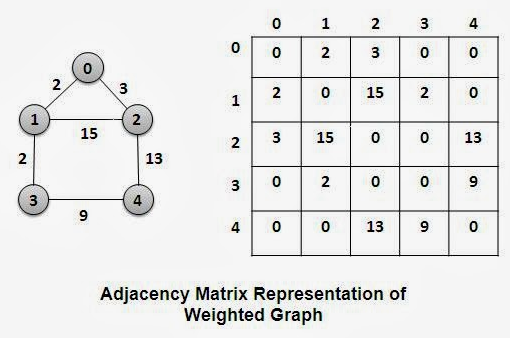 0
2
3
1
2
15
2
13
3
4
9
0 1 2 3 4
0 0 2 3 0 0
1 2 0 15 2 0
2 3 15 0 0 13
3 0 2 0 0 9
4 0 0 13 9 0
Adjacency Matrix Representation of
Weighted Graph